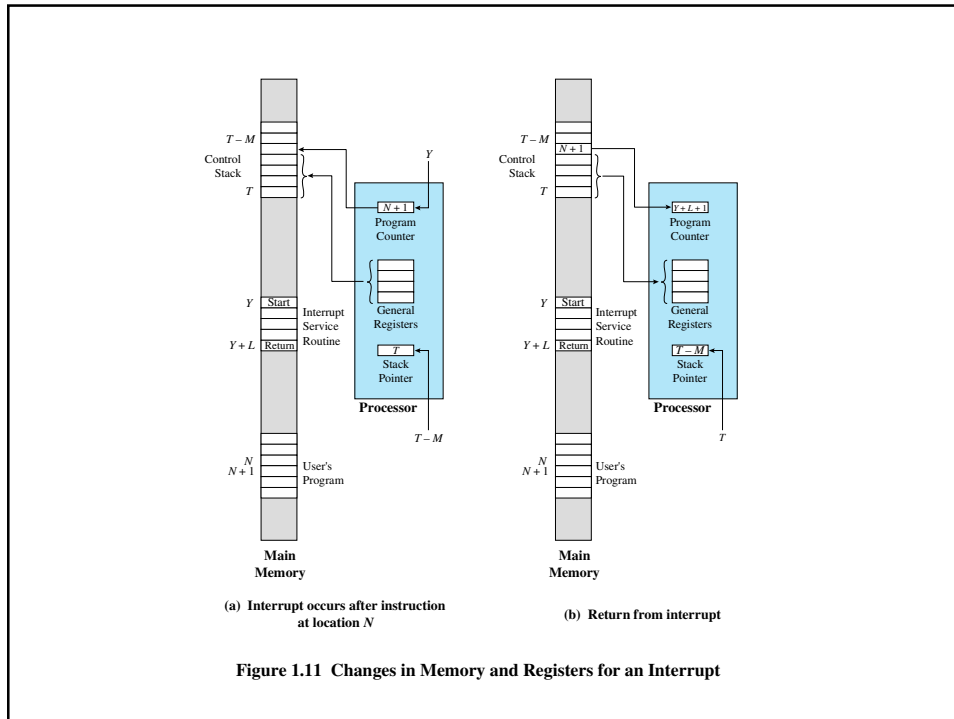 T – M
Control
Stack
T
Y
N + 1
Program
Counter
General
Registers
Y
Start
Interrupt
Service
Routine
Y + L
Return
T
Stack
Pointer
Processor
T – M
N
N + 1
User's
Program
Main
Memory
(a) Interrupt occurs after instruction
at location N
T – M
N + 1
Control
Stack
T
Y + L + 1
Program
Counter
General
Registers
Y
Start
Interrupt
Service
Routine
Y + L
Return
T – M
Stack
Pointer
Processor
T
N
N + 1
User's
Program
Main
Memory
(b) Return from interrupt
Figure 1.11 Changes in Memory and Registers for an Interrupt